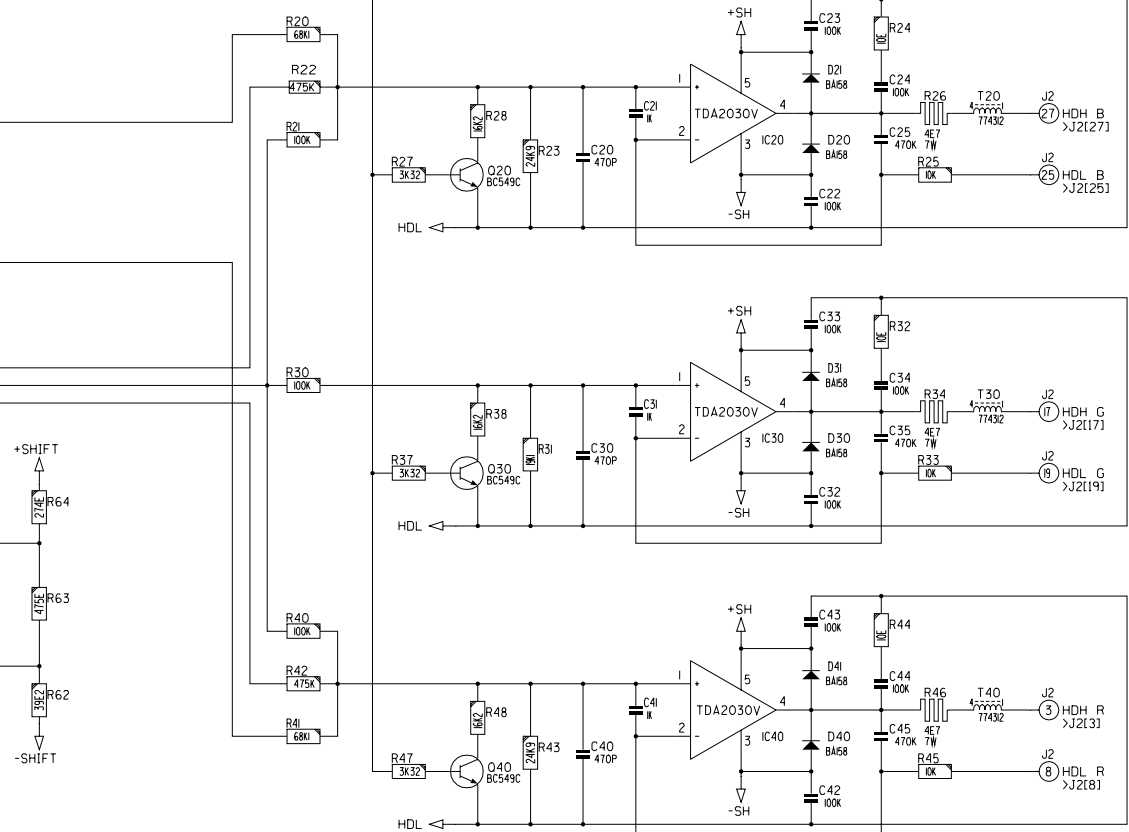 R20
68K1
R22
475K
R21
100K
R27
3K32
R28
16K2
Q20
BC549C
R23
24K9
C20
470P
HDL
C21
1K
1
2
+
-
TDA2030V
IC20
3
4
5
+SH
-SH
C23
100K
D21
BA158
D20
BA158
C22
100K
R24
10E
C24
100K
C25
470K
R26
4E7
7W
R25
10K
T20
4
1
774312
J2
27
HDH B
>J2[27]
J2
25
HDL B
>J2[25]
R30
100K
R37
3K32
R38
16K2
Q30
BC549C
R31
19K1
C30
470P
HDL
C31
1K
1
2
+
-
TDA2030V
IC30
3
4
5
+SH
-SH
C33
100K
D31
BA158
D30
BA158
C32
100K
R32
10E
C34
100K
C35
470K
R34
4E7
7W
R33
10K
T30
4
1
774312
J2
17
HDH G
>J2[17]
J2
19
HDL G
>J2[19]
+SHIFT
R64
274E
R63
475E
R62
39E2
-SHIFT
R40
100K
R42
475K
R41
68K1
R47
3K32
R48
16K2
Q40
BC549C
R43
24K9
C40
470P
HDL
C41
1K
1
2
+
-
TDA2030V
IC40
3
4
5
+SH
-SH
C43
100K
D41
BA158
D40
BA158
C42
100K
R44
10E
C44
100K
C45
470K
R46
4E7
7W
R45
10K
T40
4
1
774312
J2
3
HDH R
>J2[3]
J2
8
HDL R
>J2[8]